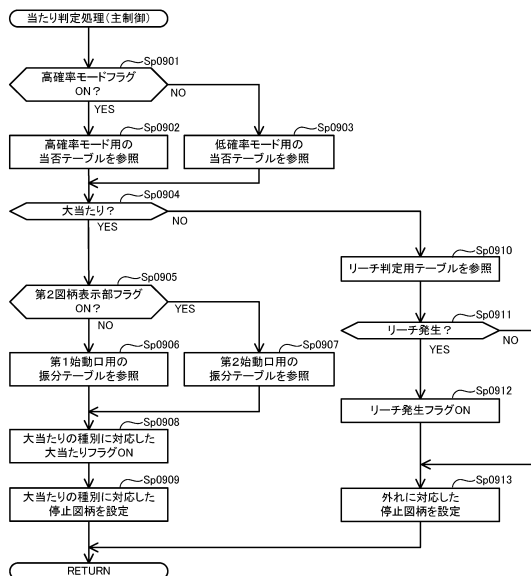 当たり判定処理(主制御)
Sp0901
高確率モードフラグ
ON?
YES
NO
Sp0902
高確率モード用の
当否テーブルを参照
Sp0903
低確率モード用の
当否テーブルを参照
Sp0904
大当たり?
YES
NO
Sp0905
第2図柄表示部フラグ
ON?
NO
YES
Sp0906
第1始動口用の
振分テーブルを参照
Sp0907
第2始動口用の
振分テーブルを参照
Sp0908
大当たりの種別に対応した
大当たりフラグON
Sp0909
大当たりの種別に対応した
停止図柄を設定
Sp0910
リーチ判定用テーブルを参照
Sp0911
リーチ発生?
YES
NO
Sp0912
リーチ発生フラグON
Sp0913
外れに対応した
停止図柄を設定
RETURN